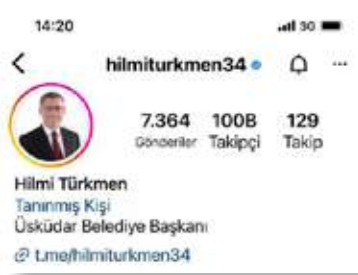 14:20
3G
hilmiturkmen34
7.364 100B 129
Gönderiler Takipçi Takip
Hilmi Türkmen
Tanınmış Kişi
Üsküdar Belediye Başkanı
t.me/hilmiturkmen34